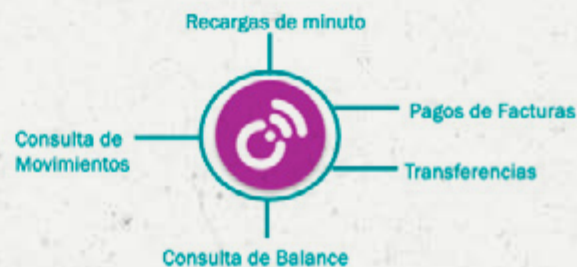 Recargas de minuto
Pagos de Facturas
Consulta de
Movimientos
Transferencias
Consulta de Balance